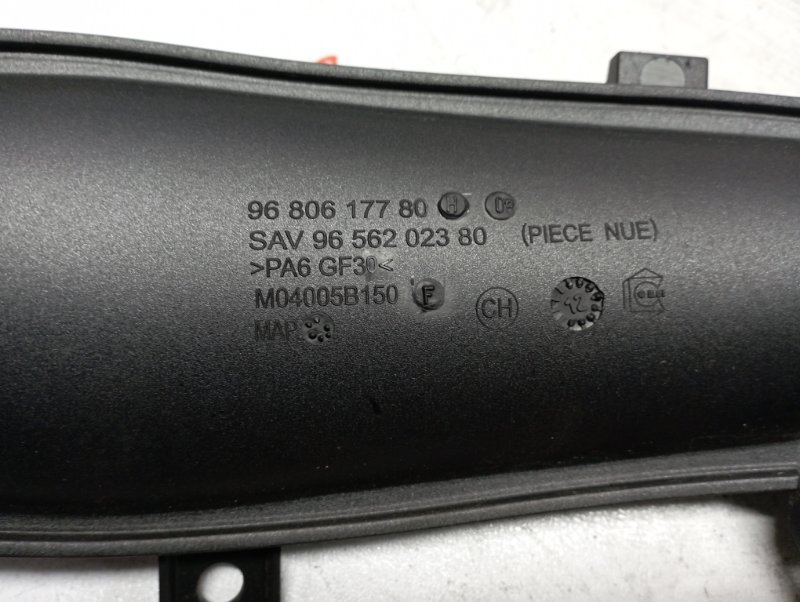 96 806 177 80 H
SAV 96 562 023 80 (PIECE NUE)
>PA6 GF30<
M04005B150 F CH
MAP